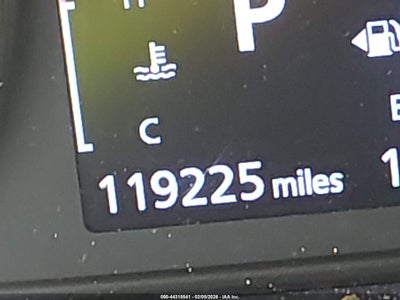 P
C
119225 miles
000-44318541 - 02/09/2026 - IAA Inc.